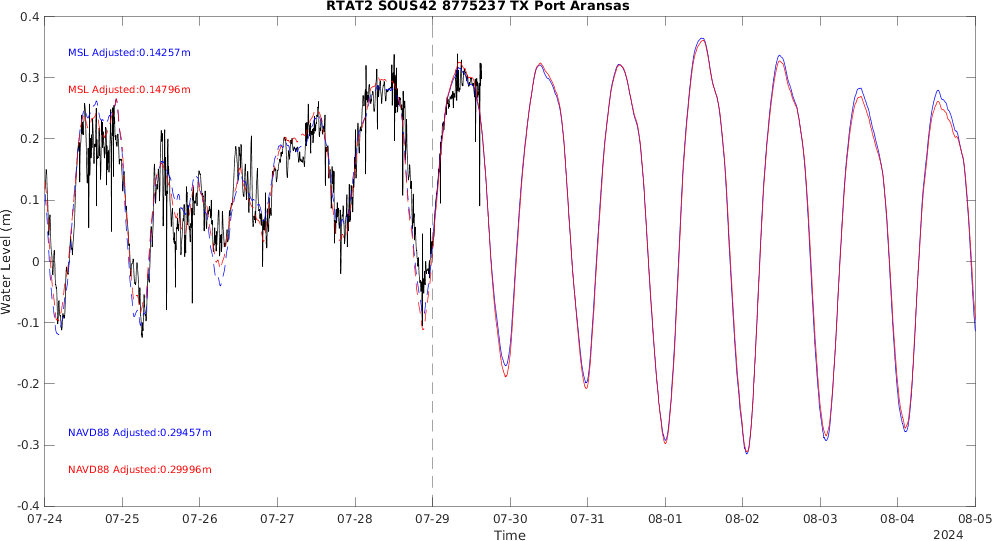 RTAT2 SOUS42 8775237 TX Port Aransas
MSL Adjusted:0.14257m
MSL Adjusted:0.14796m
NAVD88 Adjusted:0.29457m
NAVD88 Adjusted:0.29996m
Water Level (m)
0.4
0.3
0.2
0.1
0
-0.1
-0.2
-0.3
-0.4
07-24 07-25 07-26 07-27 07-28 07-29 07-30 07-31 08-01 08-02 08-03 08-04 08-05
Time
2024